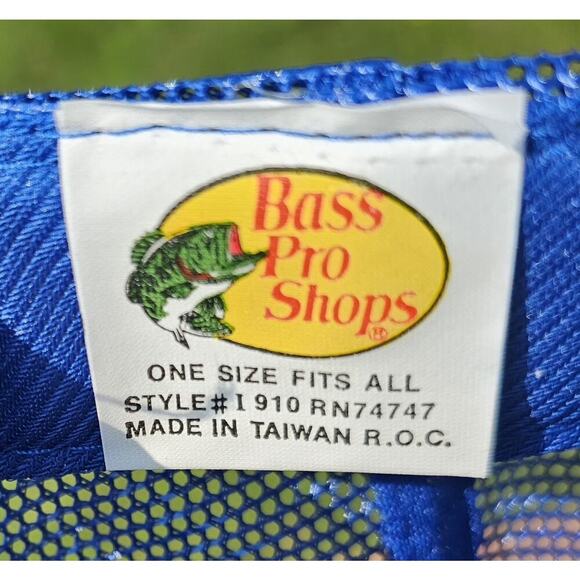 Bass
Pro
Shops®
ONE SIZE FITS ALL
STYLE# I 910 RN74747
MADE IN TAIWAN R.O.C.